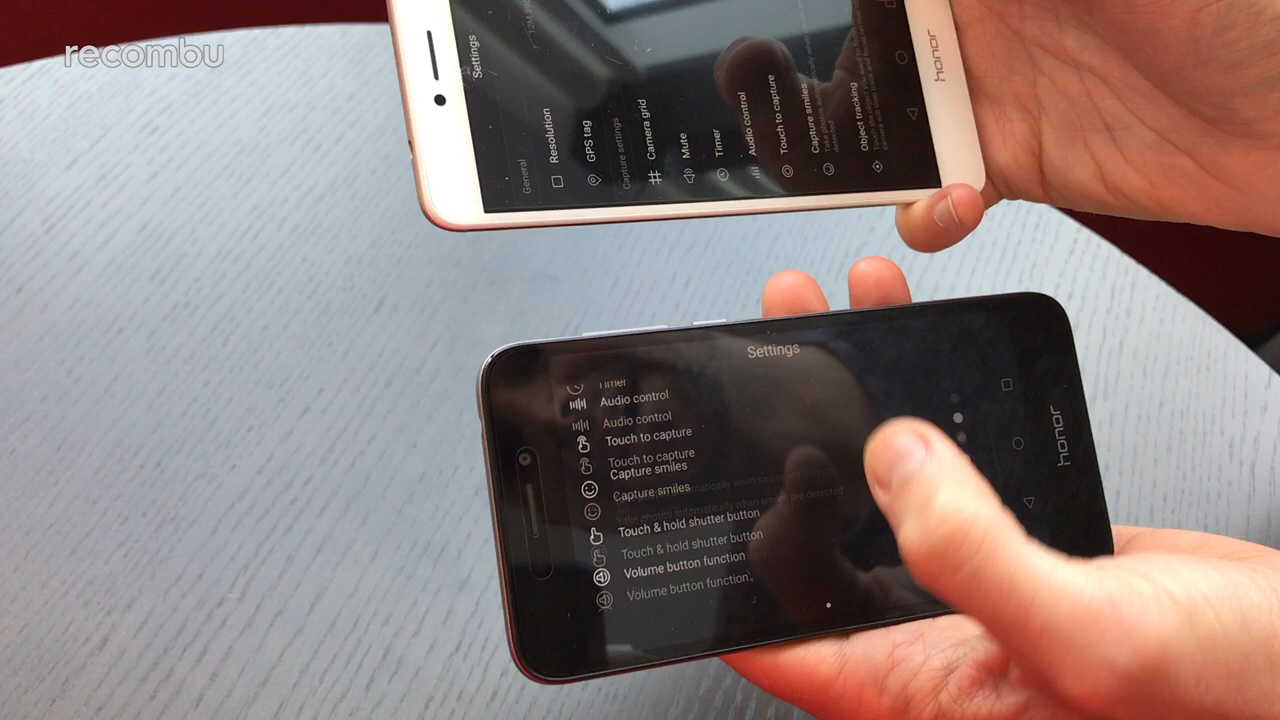 recombu
Settings
12M
General
Resolution
GPS tag
Capture settings
Camera grid
Mute
Timer
Audio control
Touch to capture
Capture smiles
detected
Object tracking
honor
Settings
Timer
Audio control
Audio control
Touch to capture
Touch to capture
Capture smiles
Capture smiles
Take photos automatically when smiles are detected
Touch & hold shutter button
Touch & hold shutter button
Volume button function
Volume button function
honor